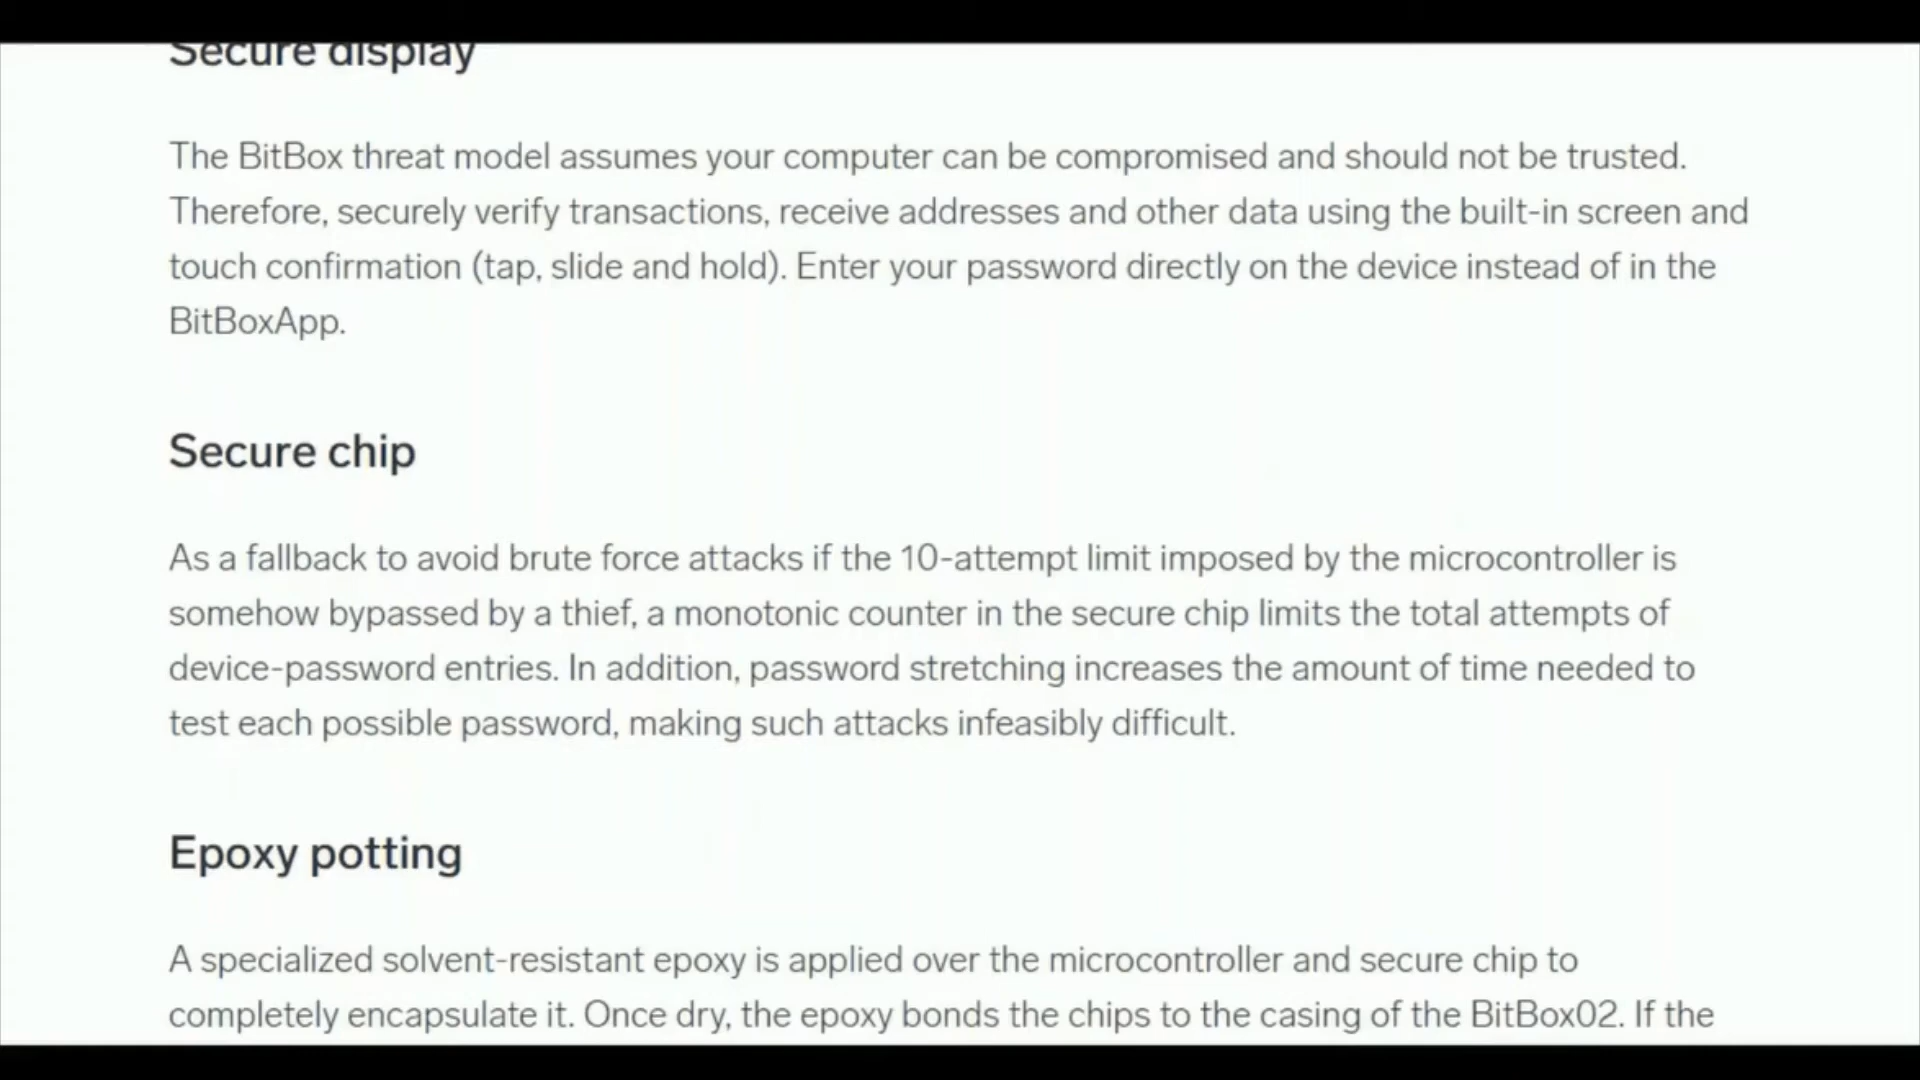 Secure display
The BitBox threat model assumes your computer can be compromised and should not be trusted.
Therefore, securely verify transactions, receive addresses and other data using the built-in screen and
touch confirmation (tap, slide and hold). Enter your password directly on the device instead of in the
BitBoxApp.
Secure chip
As a fallback to avoid brute force attacks if the 10-attempt limit imposed by the microcontroller is
somehow bypassed by a thief, a monotonic counter in the secure chip limits the total attempts of
device-password entries. In addition, password stretching increases the amount of time needed to
test each possible password, making such attacks infeasibly difficult.
Epoxy potting
A specialized solvent-resistant epoxy is applied over the microcontroller and secure chip to
completely encapsulate it. Once dry, the epoxy bonds the chips to the casing of the BitBox02. If the